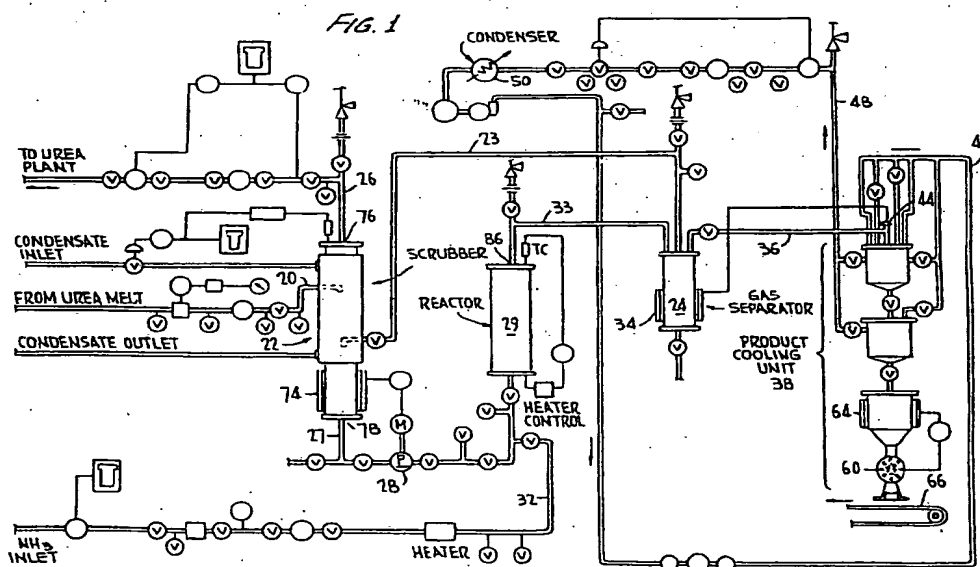 FIG. 1
CONDENSER
50
48
TO UREA
PLANT
26
23
4
76
33
44
CONDENSATE
INLET
SCRUBBER
86
TC
36
20
FROM UREA MELT
REACTOR
29
34
24
GAS
SEPARATOR
22
CONDENSATE OUTLET
PRODUCT
COOLING
UNIT
38
74
HEATER
CONTROL
64
78
27
M
P
28
60
32
66
NH3
INLET
HEATER